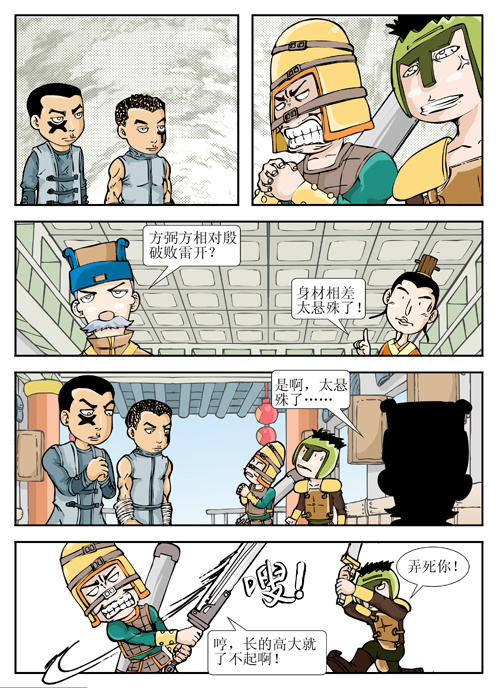 方弼方相对殷
破败雷开？
身材相差
太悬殊了！
是啊，太悬
殊了……
嗖！
弄死你！
哼，长的高大就
了不起啊！